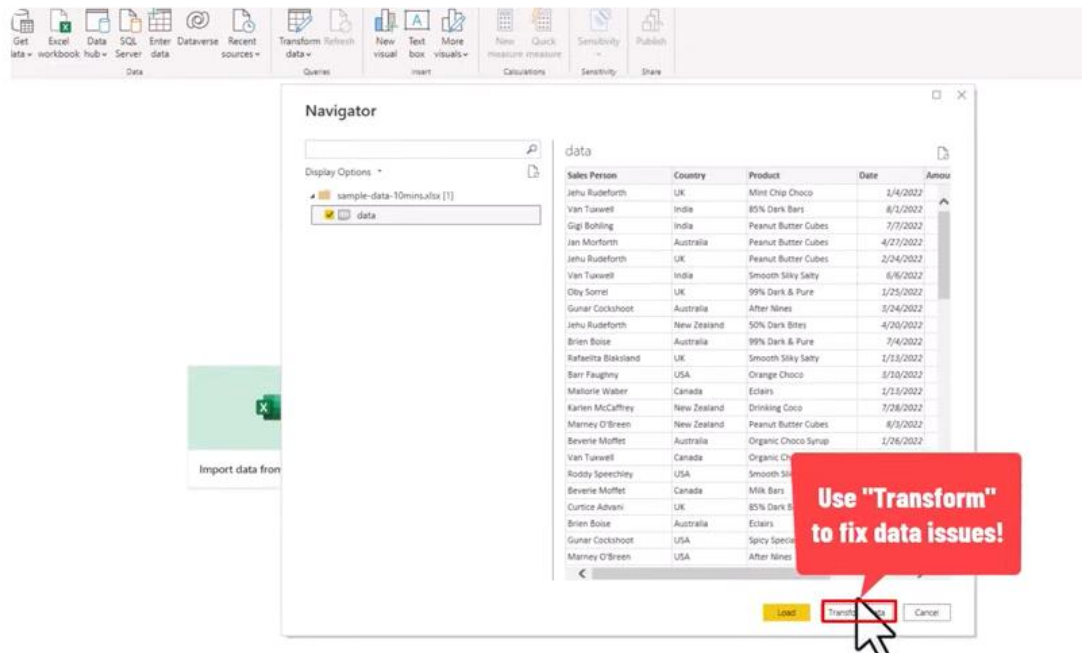 Get data
Excel workbook
Data hub
SQL Server
Enter data
Dataverse
Recent sources
Transform data
Refresh
New visual
Text box
More visuals
New measure
Quick measure
Sensitivity
Publish
Data
Queries
Insert
Calculations
Sensitivity
Share
Navigator
Display Options
sample-data-10mins.xlsx [1]
data
data
Sales Person Country Product Date Amou
Jehu Rudeforth UK Mint Chip Choco 1/4/2022
Van Tuxwell India 85% Dark Bars 8/1/2022
Gigi Bohling India Peanut Butter Cubes 7/7/2022
Jan Morforth Australia Peanut Butter Cubes 4/27/2022
Jehu Rudeforth UK Peanut Butter Cubes 2/24/2022
Van Tuxwell India Smooth Sliky Salty 6/6/2022
Oby Sorrel UK 99% Dark & Pure 1/25/2022
Gunar Cockshoot Australia After Nines 3/24/2022
Jehu Rudeforth New Zealand 50% Dark Bites 4/20/2022
Brien Boise Australia 99% Dark & Pure 7/4/2022
Rafaelita Blaksland UK Smooth Sliky Salty 1/13/2022
Barr Faughny USA Orange Choco 3/10/2022
Mallorie Waber Canada Eclairs 1/13/2022
Karlen McCaffrey New Zealand Drinking Coco 7/28/2022
Marney O'Breen New Zealand Peanut Butter Cubes 8/3/2022
Beverie Moffet Australia Organic Choco Syrup 1/26/2022
Van Tuxwell Canada Organic
Roddy Speechley USA Smooth
Beverie Moffet Canada Milk Bars
Curtice Advani UK 85% Dark
Brien Boise Australia Eclairs
Gunar Cockshoot USA Spicy
Marney O'Breen USA After Nines
Import data from
Use "Transform"
to fix data issues!
Load
Cancel